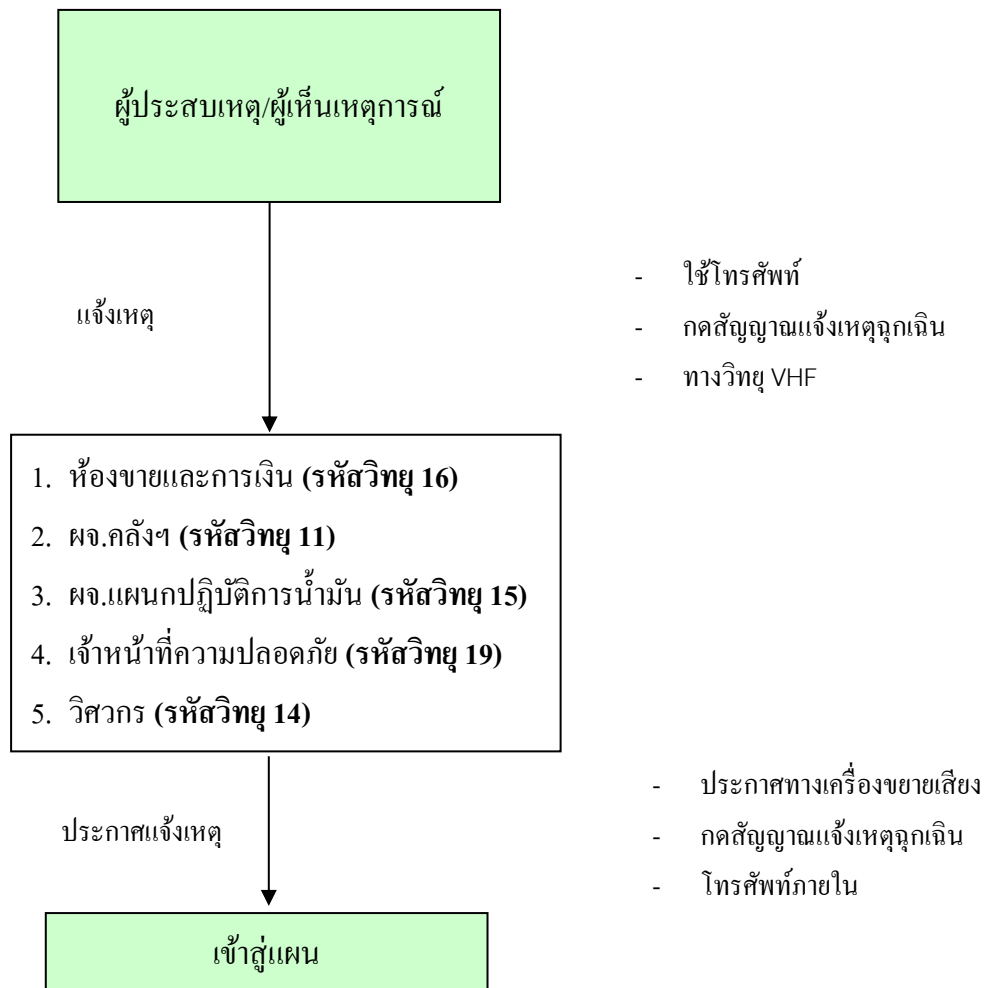 ผู้ประสบเหตุ/ผู้เห็นเหตุการณ์
แจ้งเหตุ
- ใช้โทรศัพท์
- กดสัญญาณแจ้งเหตุฉุกเฉิน
- ทางวิทยุ VHF
1. ห้องขายและการเงิน (รหัสวิทยุ 16)
2. ผจ.คลังฯ (รหัสวิทยุ 11)
3. ผจ.แผนกปฏิบัติการน้ำมัน (รหัสวิทยุ 15)
4. เจ้าหน้าที่ความปลอดภัย (รหัสวิทยุ 19)
5. วิศวกร (รหัสวิทยุ 14)
ประกาศแจ้งเหตุ
- ประกาศทางเครื่องขยายเสียง
- กดสัญญาณแจ้งเหตุฉุกเฉิน
- โทรศัพท์ภายใน
เข้าสู่แผน